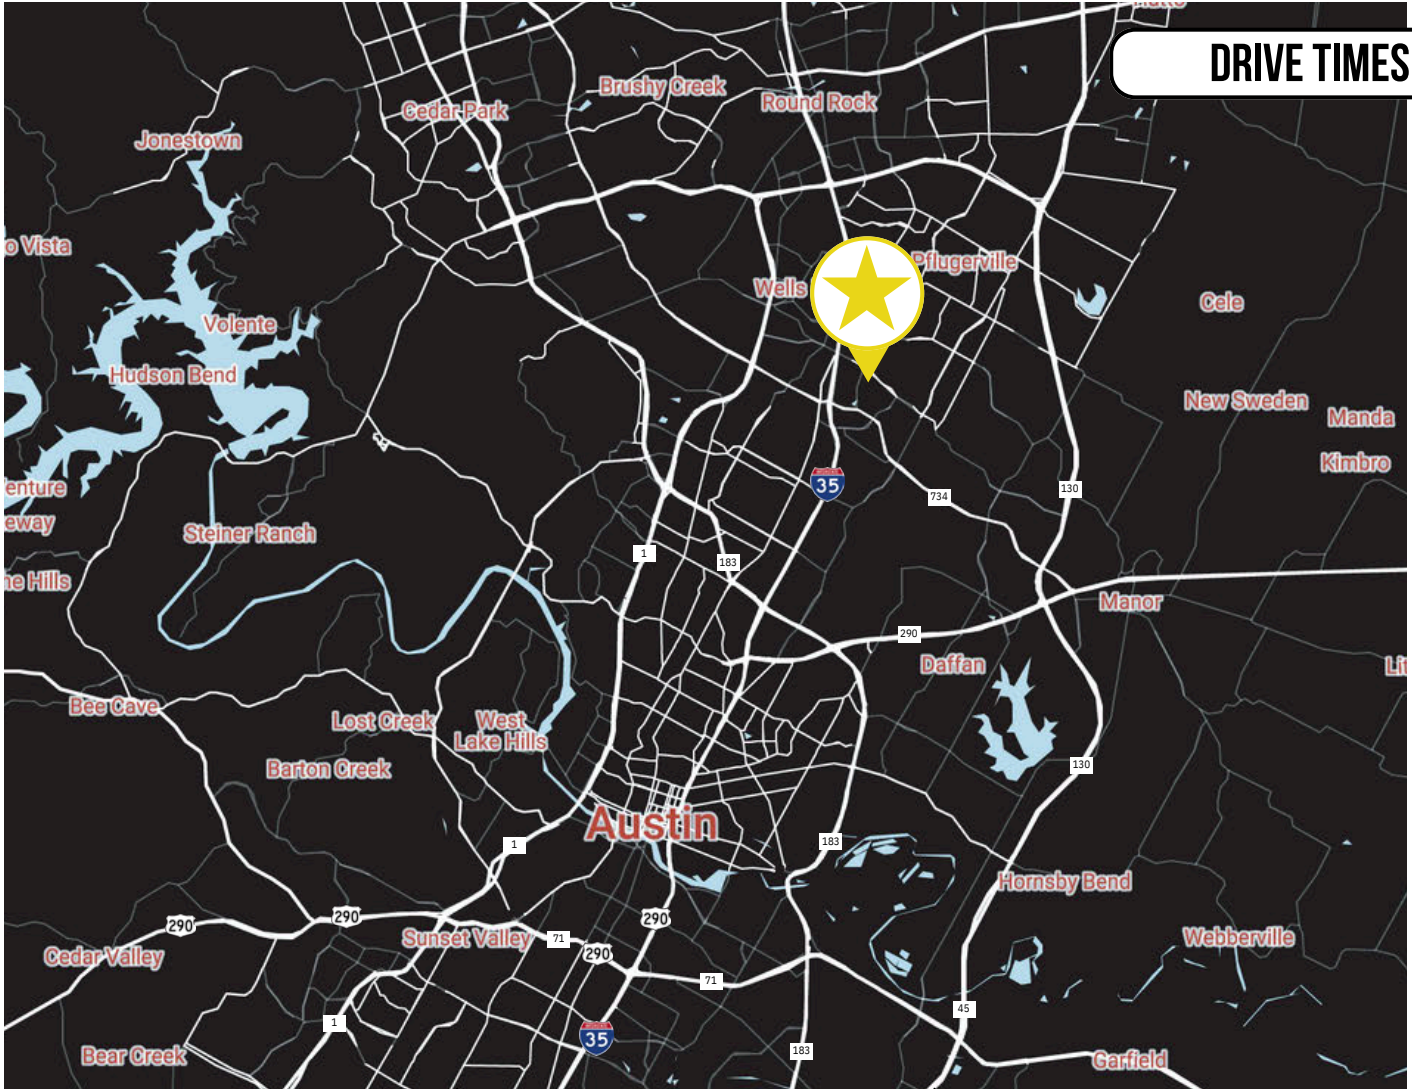 Hutto
DRIVE TIMES
Brushy Creek
Round Rock
Cedar Park
Jonestown
o Vista
Pflugerville
Wells
Cele
Volente
Hudson Bend
New Sweden
Manda
Kimbro
35
enture
734
130
eway
Steiner Ranch
1
183
ne Hills
Manor
290
Daffan
Lit
Bee Cave
Lost Creek
West
Lake Hills
Barton Creek
130
Austin
1
183
Hornsby Bend
290
290
290
Sunset Valley
71
290
Webberville
Cedar Valley
71
45
1
35
183
Bear Creek
Garfield